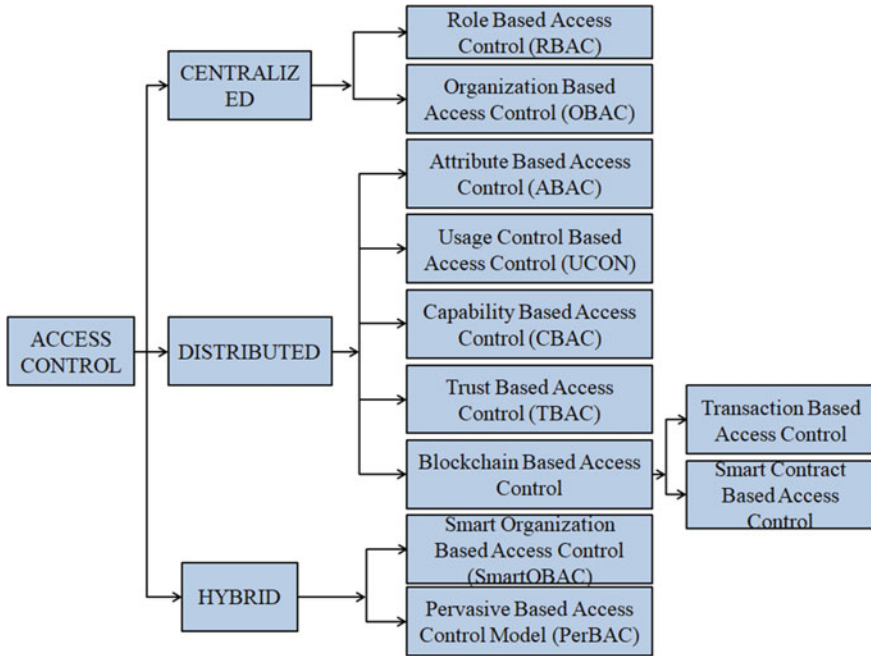 ACCESS
CONTROL
CENTRALIZ
ED
Role Based Access
Control (RBAC)
Organization Based
Access Control (OBAC)
DISTRIBUTED
Attribute Based Access
Control (ABAC)
Usage Control Based
Access Control (UCON)
Capability Based Access
Control (CBAC)
Trust Based Access
Control (TBAC)
Blockchain Based Access
Control
Transaction Based
Access Control
Smart Contract
Based Access
Control
HYBRID
Smart Organization
Based Access Control
(SmartOBAC)
Pervasive Based Access
Control Model (PerBAC)